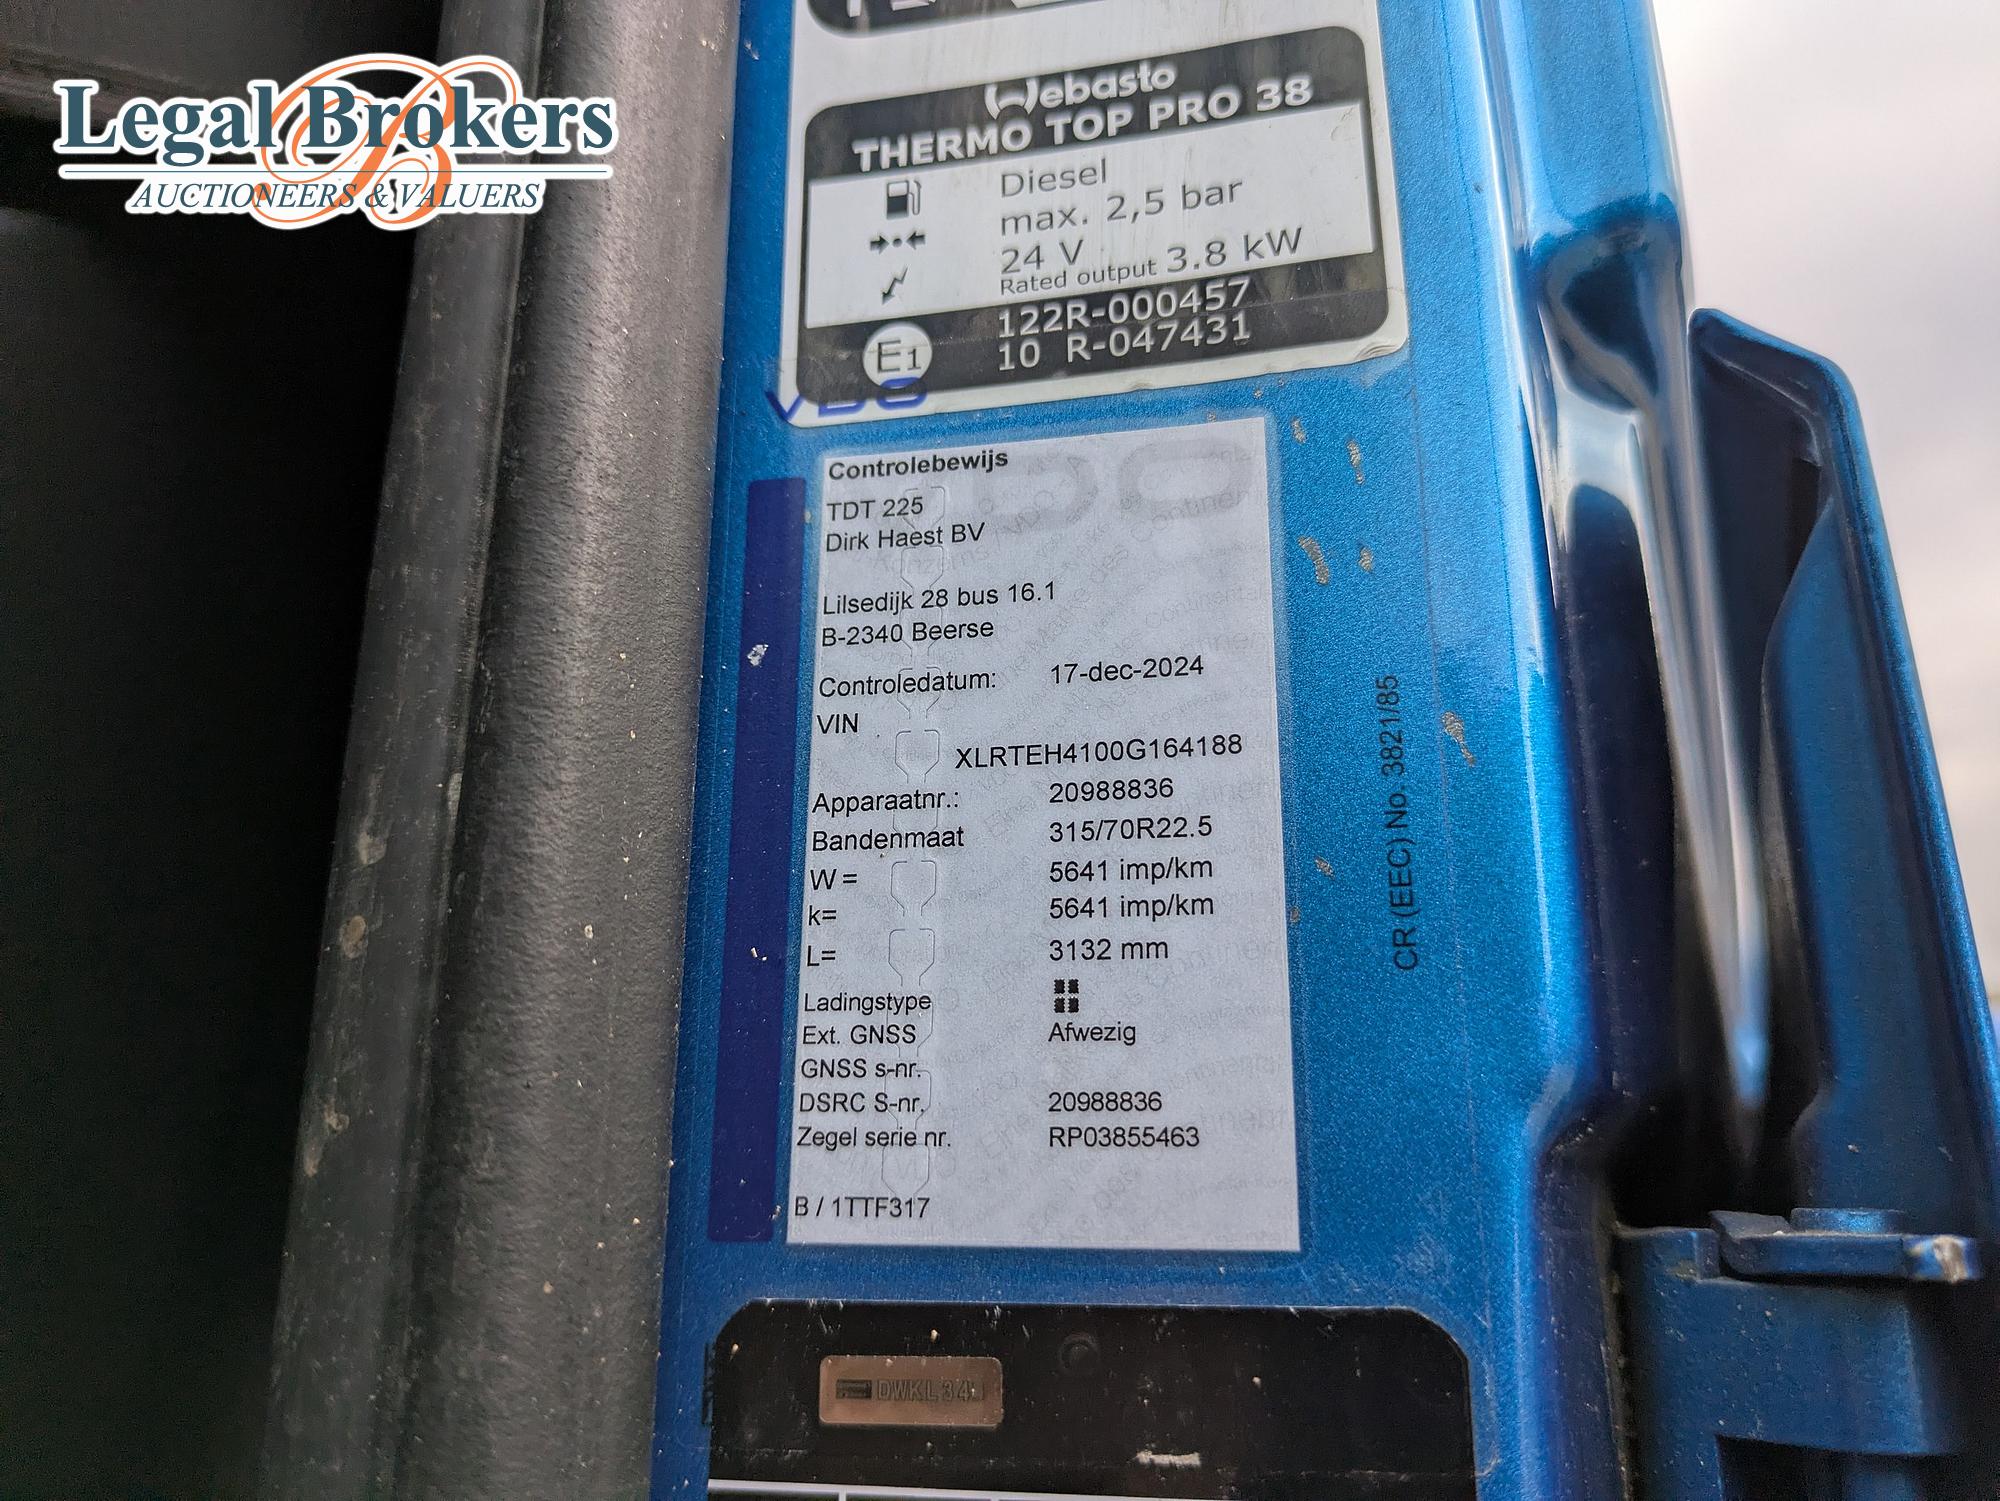 Legal Brokers
AUCTIONEERS & VALUERS
Webasto
THERMO TOP PRO 38
Diesel
max. 2,5 bar
24 V
Rated output 3.8 kW
122R-000457
E1
10 R-047431
VDO
Controlebewijs
TDT 225
Dirk Haest BV
Lilsedijk 28 bus 16.1
B-2340 Beerse
Controledatum: 17-dec-2024
VIN
XLRTEH4100G164188
Apparaatnr.: 20988836
Bandenmaat 315/70R22.5
W = 5641 imp/km
k= 5641 imp/km
L= 3132 mm
Ladingstype
Ext. GNSS Afwezig
GNSS s-nr.
DSRC S-nr. 20988836
Zegel serie nr. RP03855463
B / 1TTF317
CR (EEC) No. 3821/85